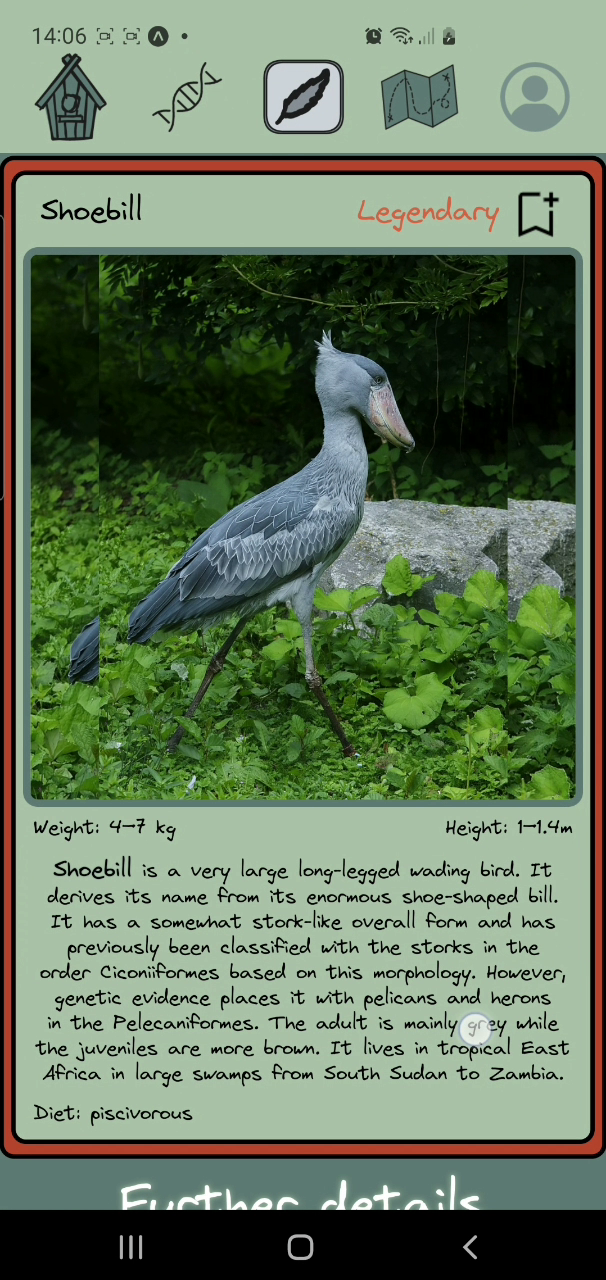 14:06
Shoebill
Legendary
Weight: 4–7 kg
Height: 1–1.4m
Shoebill is a very large long-legged wading bird. It
derives its name from its enormous shoe-shaped bill.
It has a somewhat stork-like overall form and has
previously been classified with the storks in the
order Ciconiiformes based on this morphology. However,
genetic evidence places it with pelicans and herons
in the Pelecaniformes. The adult is mainly grey while
the juveniles are more brown. It lives in tropical East
Africa in large swamps from South Sudan to Zambia.
Diet: piscivorous
Further details